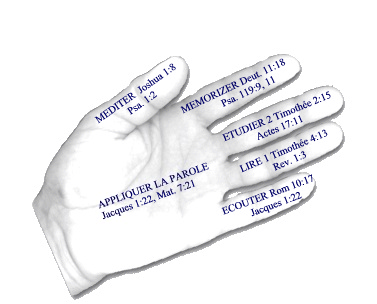 MEDITER Joshua 1:8
Psa. 1:2
MEMORIZER Deut. 11:18
Psa. 119:9, 11
ETUDIER 2 Timothée 2:15
Actes 17:11
LIRE 1 Timothée 4:13
Rev. 1:3
ECOUTER Rom 10:17
Jacques 1:22
APPLIQUER LA PAROLE
Jacques 1:22, Mat. 7:21